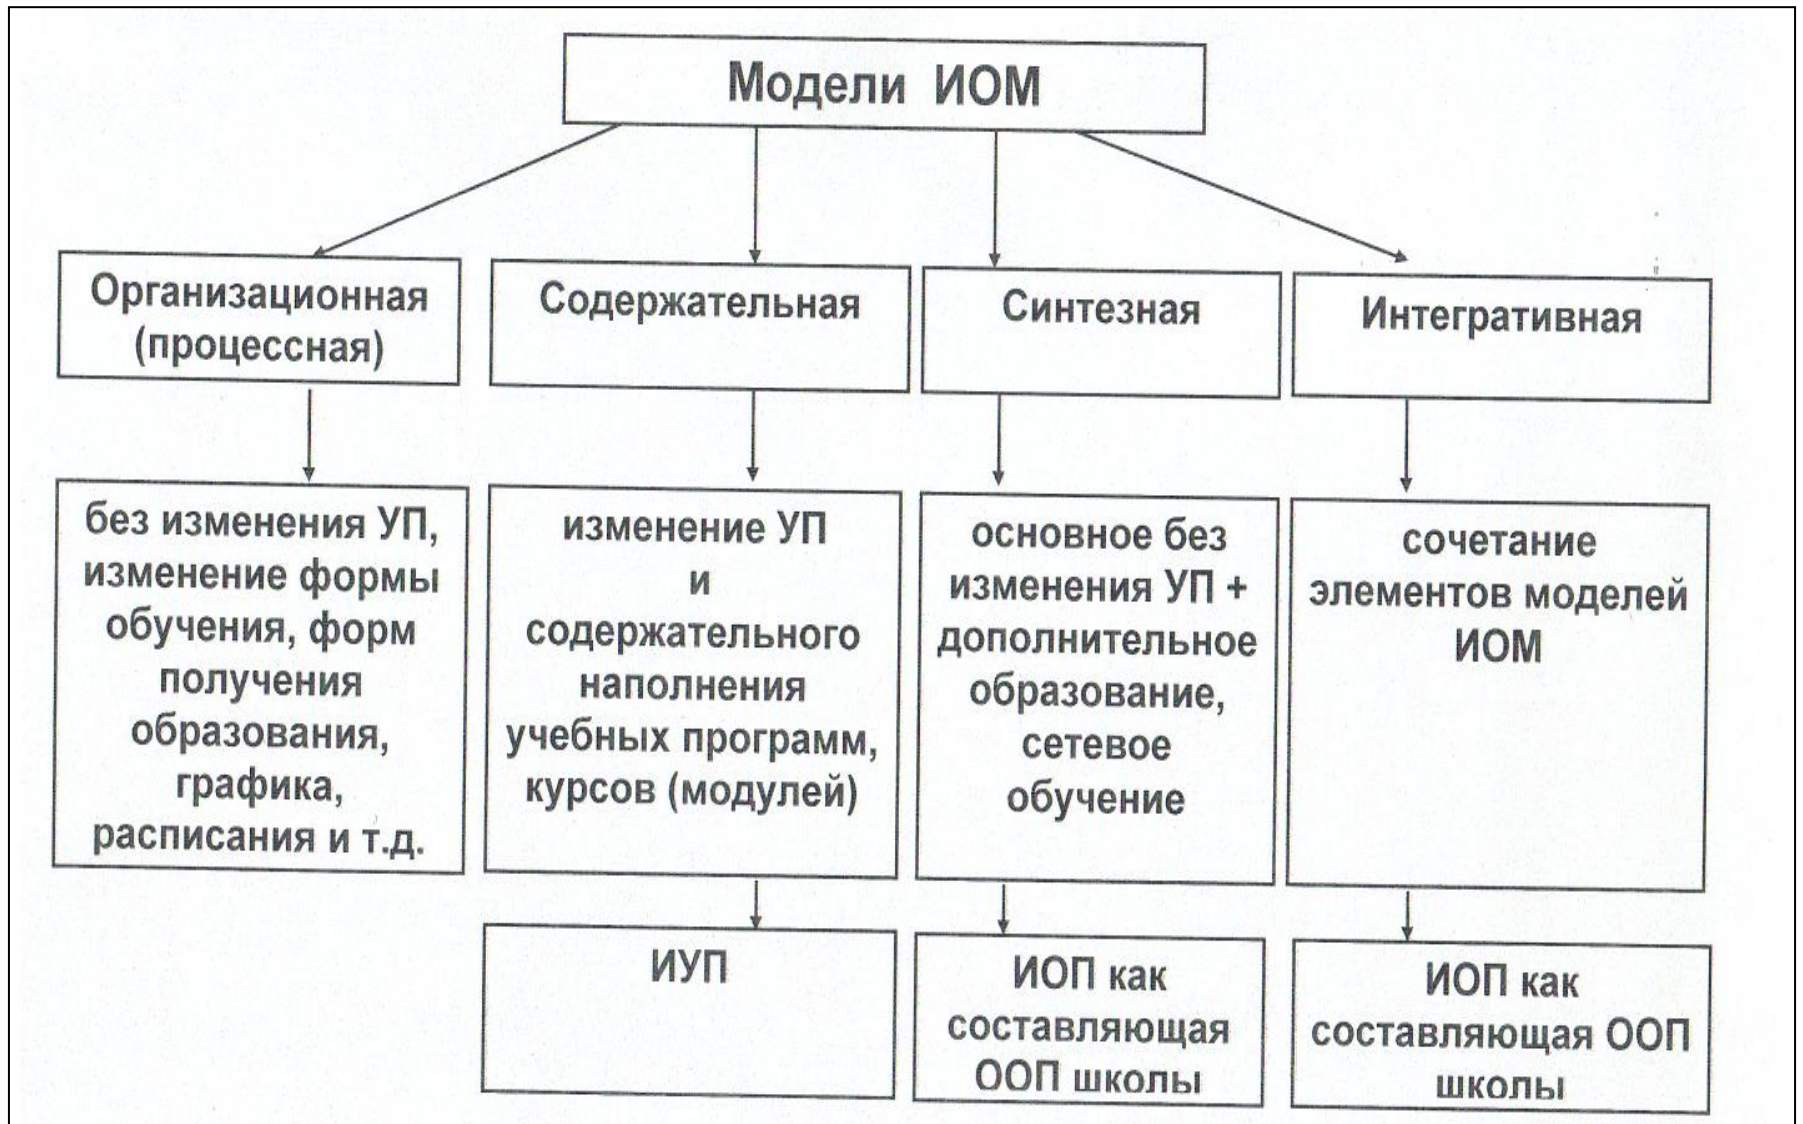 Модели ИОМ
Организационная
(процессная)
Содержательная
Синтезная
Интегративная
без изменения УП,
изменение формы
обучения, форм
получения
образования,
графика,
расписания и т.д.
изменение УП
и
содержательного
наполнения
учебных программ,
курсов (модулей)
основное без
изменения УП +
дополнительное
образование,
сетевое
обучение
сочетание
элементов моделей
ИОМ
ИУП
ИОП как
составляющая
ООП школы
ИОП как
составляющая ООП
школы